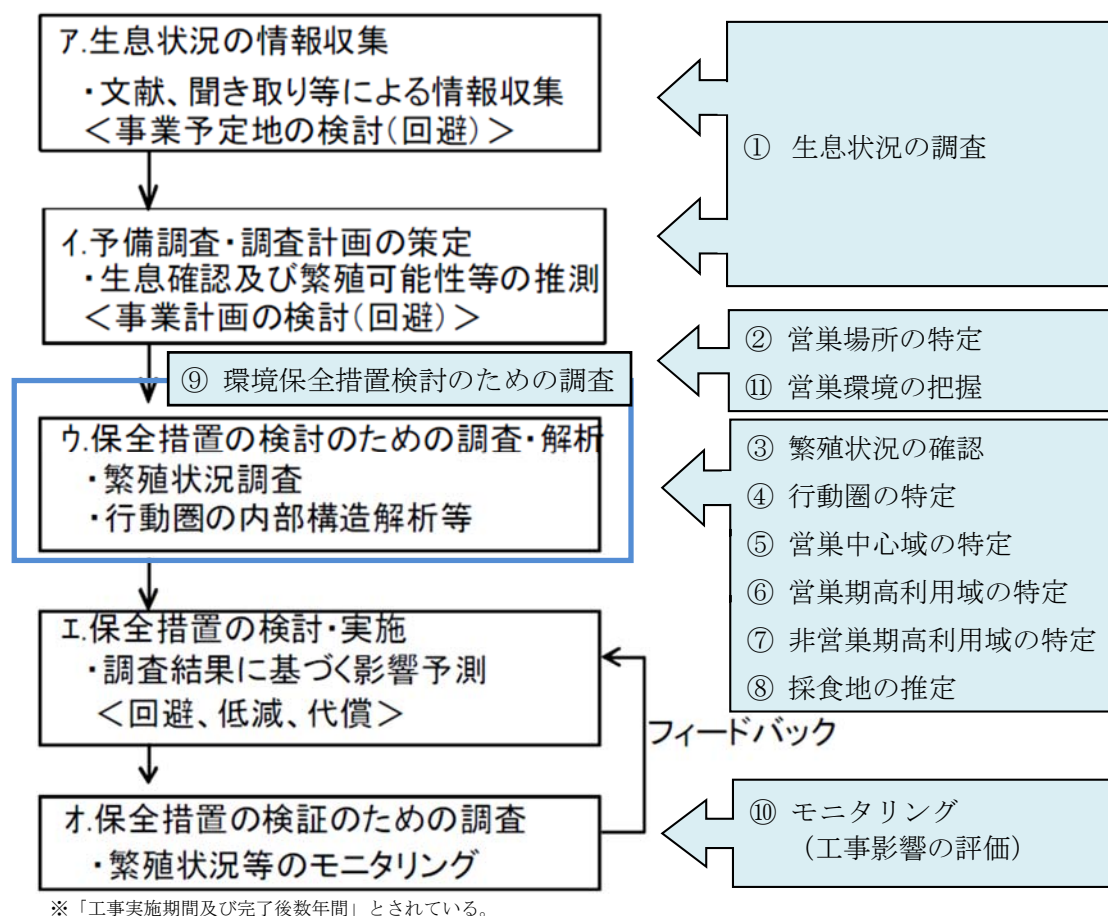 ア.生息状況の情報収集
・文献、聞き取り等による情報収集
＜事業予定地の検討(回避)＞
① 生息状況の調査
イ.予備調査・調査計画の策定
・生息確認及び繁殖可能性等の推測
＜事業計画の検討(回避)＞
② 営巣場所の特定
⑪ 営巣環境の把握
⑨ 環境保全措置検討のための調査
ウ.保全措置の検討のための調査・解析
・繁殖状況調査
・行動圏の内部構造解析等
③ 繁殖状況の確認
④ 行動圏の特定
⑤ 営巣中心域の特定
⑥ 営巣期高利用域の特定
⑦ 非営巣期高利用域の特定
⑧ 採食地の推定
エ.保全措置の検討・実施
・調査結果に基づく影響予測
＜回避、低減、代償＞
フィードバック
オ.保全措置の検証のための調査
・繁殖状況等のモニタリング
⑩ モニタリング
（工事影響の評価）
※「工事実施期間及び完了後数年間」とされている。